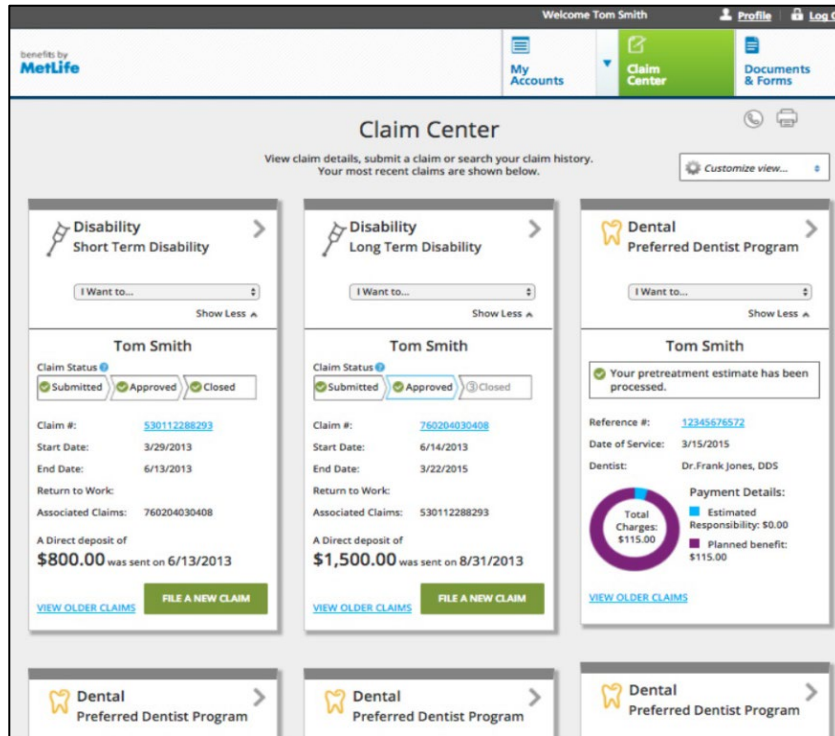 Welcome Tom Smith
Profile
Log
benefits by
MetLife
My
Accounts
Claim
Center
Documents
& Forms
Claim Center
View claim details, submit a claim or search your claim history.
Your most recent claims are shown below.
Customize view...
Disability
Short Term Disability
I Want to...
Show Less
Tom Smith
Claim Status
Submitted Approved Closed
Claim #: 530112288293
Start Date: 3/29/2013
End Date: 6/13/2013
Return to Work:
Associated Claims: 760204030408
A Direct deposit of
$800.00 was sent on 6/13/2013
VIEW OLDER CLAIMS
FILE A NEW CLAIM
Disability
Long Term Disability
I Want to...
Show Less
Tom Smith
Claim Status
Submitted Approved 3 Closed
Claim #: 760204030408
Start Date: 6/14/2013
End Date: 3/22/2015
Return to Work:
Associated Claims: 530112288293
A Direct deposit of
$1,500.00 was sent on 8/31/2013
VIEW OLDER CLAIMS
FILE A NEW CLAIM
Dental
Preferred Dentist Program
I Want to...
Show Less
Tom Smith
Your pretreatment estimate has been
processed.
Reference #: 12345676572
Date of Service: 3/15/2015
Dentist: Dr.Frank Jones, DDS
Total
Charges:
$115.00
Payment Details:
Estimated
Responsibility: $0.00
Planned benefit:
$115.00
VIEW OLDER CLAIMS
Dental
Preferred Dentist Program
Dental
Preferred Dentist Program
Dental
Preferred Dentist Program